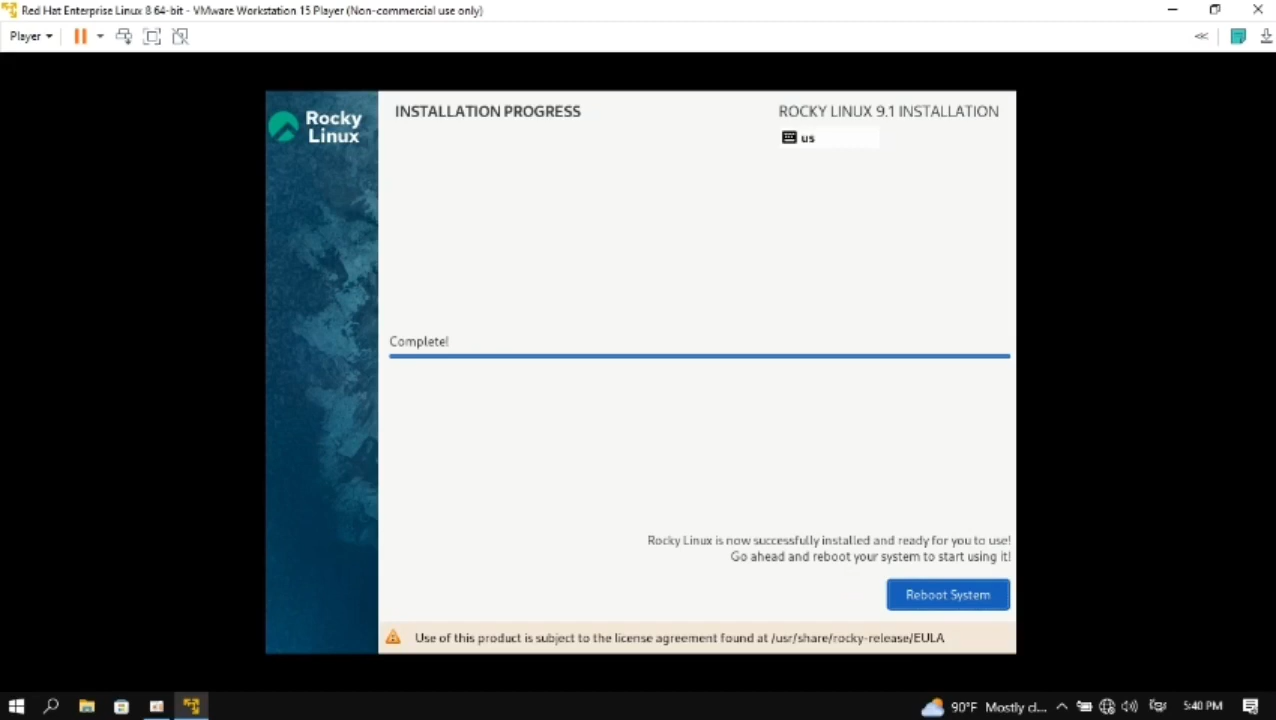 Red Hat Enterprise Linux 8 64-bit - VMware Workstation 15 Player (Non-commercial use only)
Player
INSTALLATION PROGRESS
ROCKY LINUX 9.1 INSTALLATION
Rocky
Linux
us
Complete!
Rocky Linux is now successfully installed and ready for you to use!
Go ahead and reboot your system to start using it!
Reboot System
Use of this product is subject to the license agreement found at /usr/share/rocky-release/EULA
90°F Mostly cl... 5:40 PM